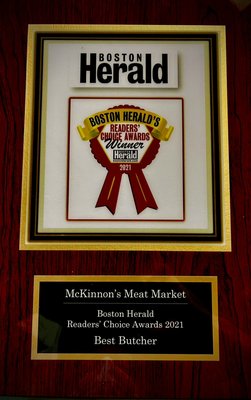 BOSTON
Herald
BOSTON HERALD'S
READERS'
CHOICE AWARDS
Winner
Herald
2021
McKinnon's Meat Market
Boston Herald
Readers' Choice Awards 2021
Best Butcher